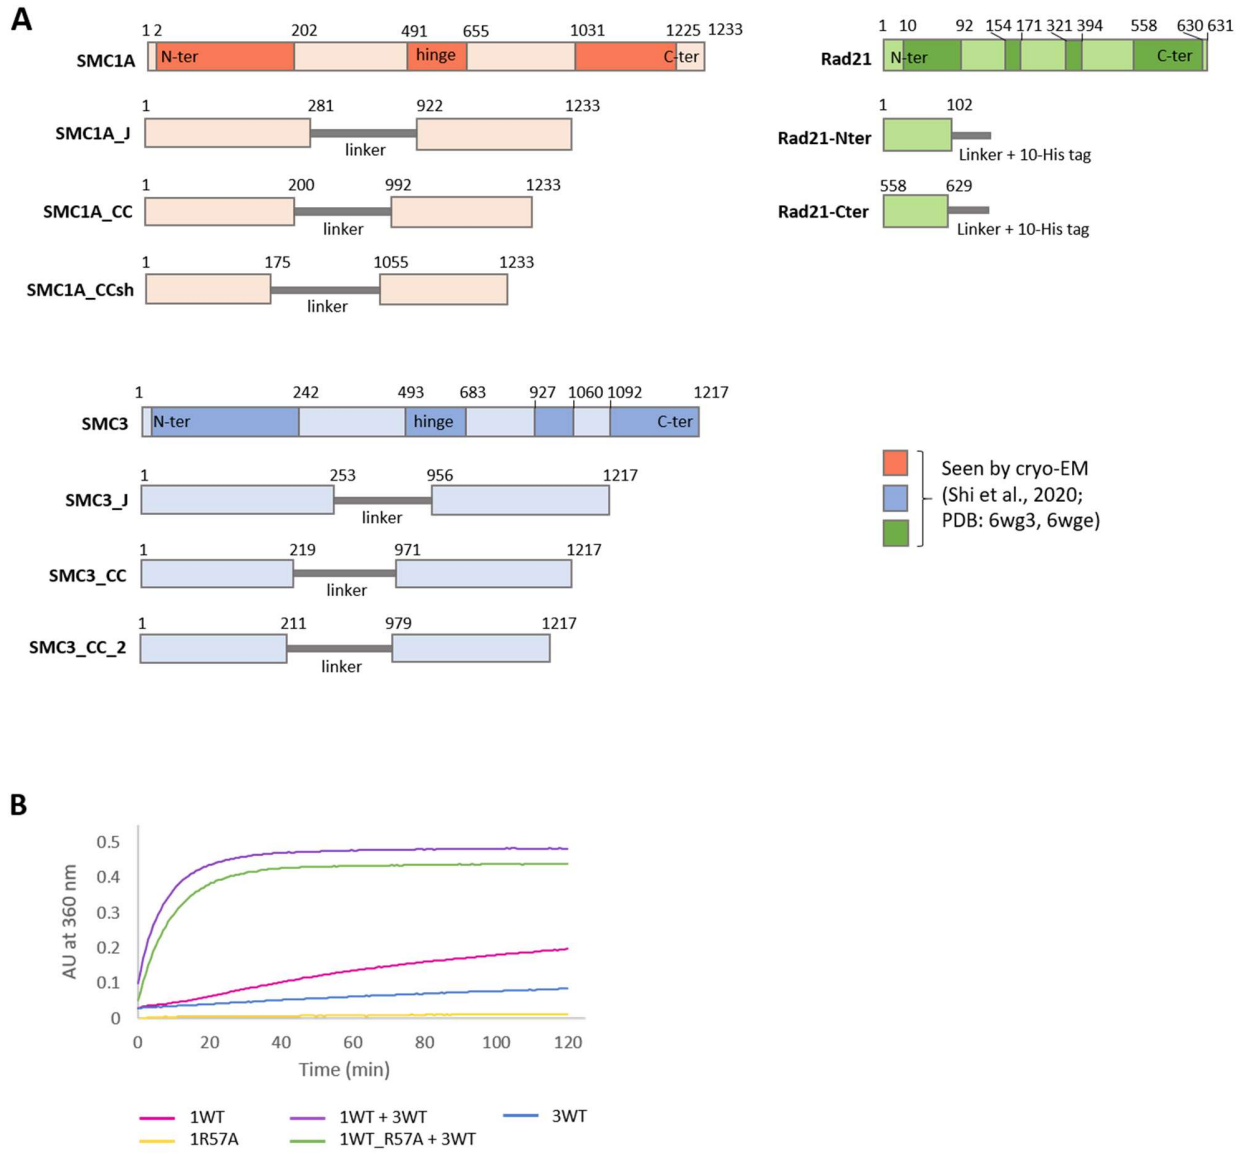 A
1 2 202 491 655 1031 1225 1233
SMC1A N-ter hinge C-ter
1 281 922 1233
SMC1A_J
linker
1 200 992 1233
SMC1A_CC
linker
1 175 1055 1233
SMC1A_CCsh
linker
1 10 92 154 171 321 394 558 630 631
Rad21 N-ter C-ter
1 102
Rad21-Nter
Linker + 10-His tag
558 629
Rad21-Cter
Linker + 10-His tag
1 242 493 683 927 1060 1092 1217
SMC3 N-ter hinge C-ter
1 253 956 1217
SMC3_J
linker
1 219 971 1217
SMC3_CC
linker
1 211 979 1217
SMC3_CC_2
linker
Seen by cryo-EM
(Shi et al., 2020;
PDB: 6wg3, 6wge)
B
AU at 360 nm
0.5
0.4
0.3
0.2
0.1
0
0 20 40 60 80 100 120
Time (min)
1WT 1WT + 3WT 3WT
1R57A 1WT_R57A + 3WT